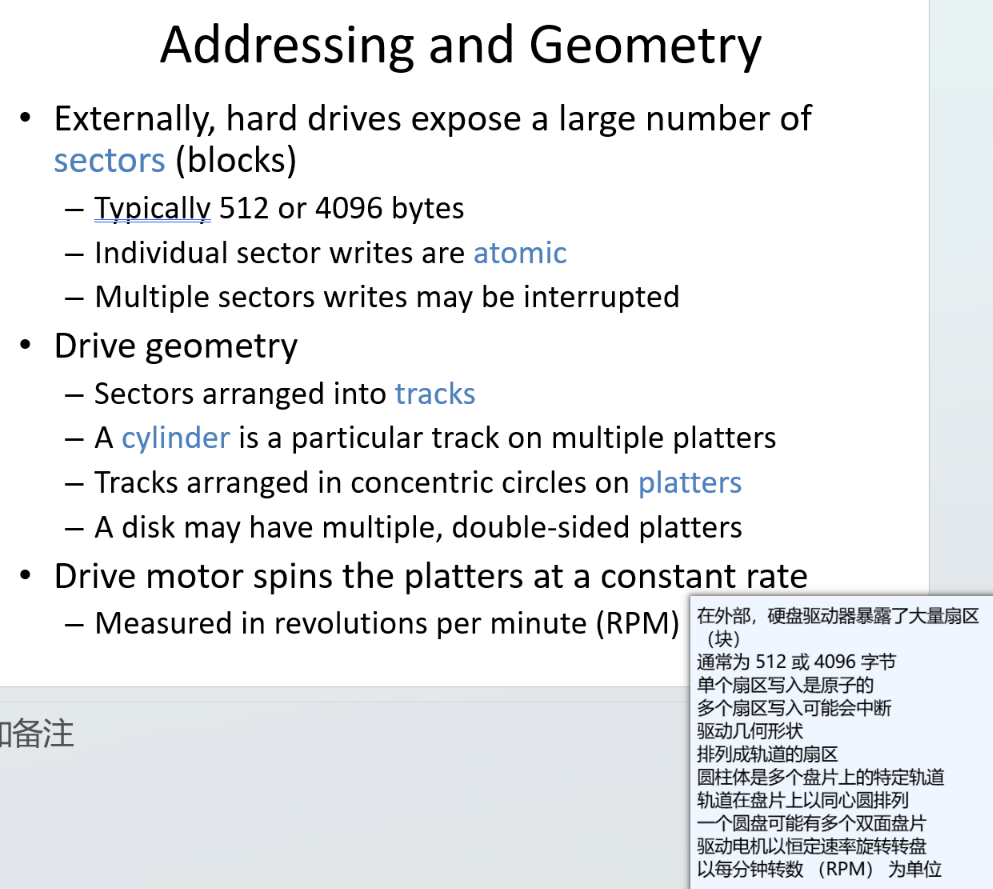 Addressing and Geometry
• Externally, hard drives expose a large number of
sectors (blocks)
– Typically 512 or 4096 bytes
– Individual sector writes are atomic
– Multiple sectors writes may be interrupted
• Drive geometry
– Sectors arranged into tracks
– A cylinder is a particular track on multiple platters
– Tracks arranged in concentric circles on platters
– A disk may have multiple, double-sided platters
• Drive motor spins the platters at a constant rate
– Measured in revolutions per minute (RPM)
在外部，硬盘驱动器暴露了大量扇区
（块）
通常为 512 或 4096 字节
单个扇区写入是原子的
多个扇区写入可能会中断
驱动几何形状
排列成轨道的扇区
圆柱体是多个盘片上的特定轨道
轨道在盘片上以同心圆排列
一个圆盘可能有多个双面盘片
驱动电机以恒定速率旋转转盘
以每分钟转数 （RPM） 为单位
备注